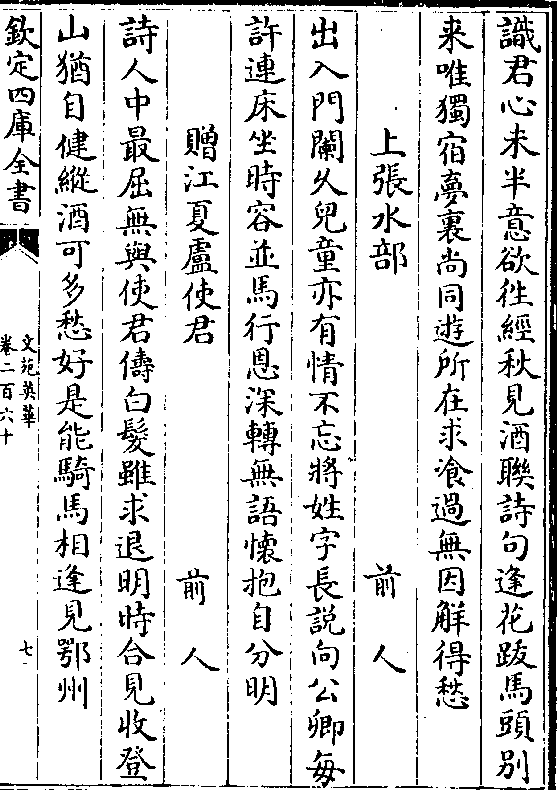 識君心未半意欲徃經秋見酒聯詩句逢花跋馬頭别
来唯獨宿夢裏尚同遊所在求飡過無因解得愁
上張水部　前人
出入門闌久兒童亦有情不忘將姓字長説向公卿每
許連床坐時容並馬行恩深轉無語懷抱自分明
贈江夏盧使君　前人
詩人中最屈無與使君儔白髮雖求退明時合見收登
山猶自健縱酒可多愁好是能騎馬相逢見鄂州
欽定四庫全書
文苑英華
卷二百六十
七